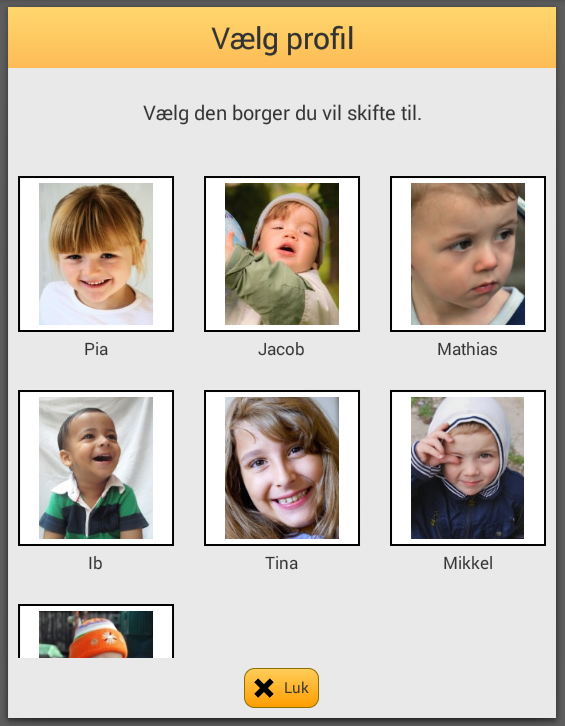 Vælg profil
Vælg den borger du vil skifte til.
Pia
Jacob
Mathias
Ib
Tina
Mikkel
Luk